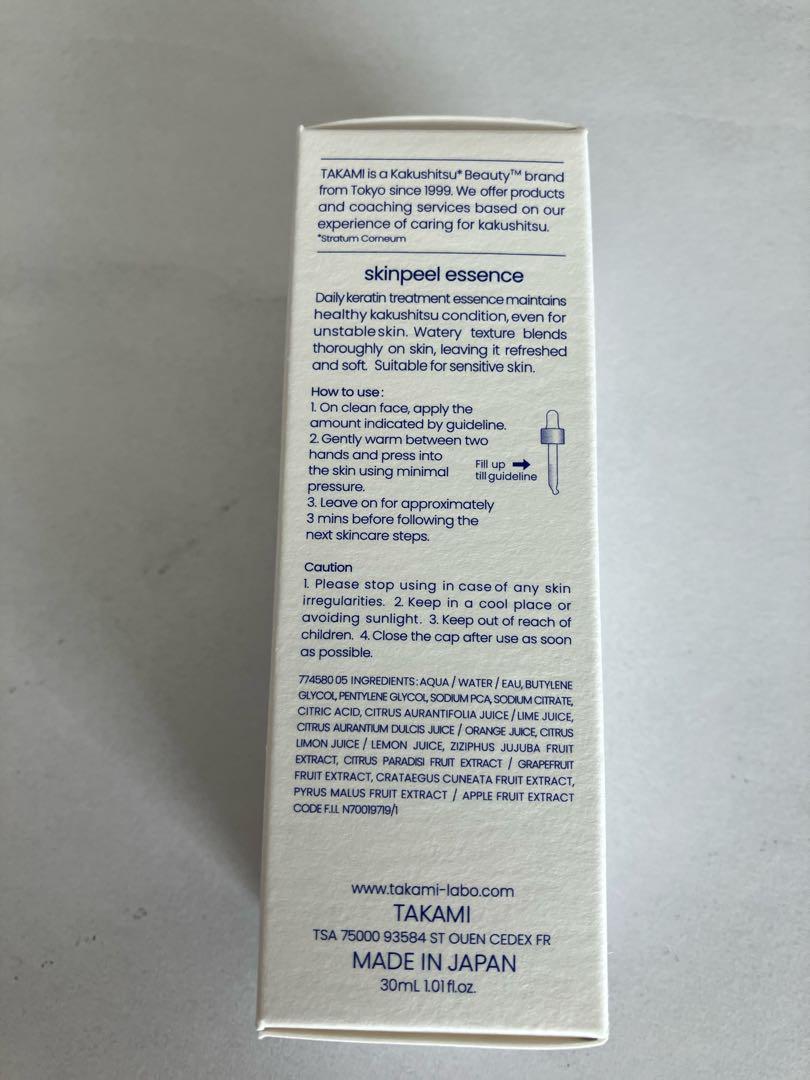 TAKAMI is a Kakushitsu* Beauty™ brand
from Tokyo since 1999. We offer products
and coaching services based on our
experience of caring for kakushitsu.
*Stratum Corneum
skinpeel essence
Daily keratin treatment essence maintains
healthy kakushitsu condition, even for
unstable skin. Watery texture blends
thoroughly on skin, leaving it refreshed
and soft. Suitable for sensitive skin.
How to use:
1. On clean face, apply the
amount indicated by guideline.
2. Gently warm between two
hands and press into
the skin using minimal
pressure.
3. Leave on for approximately
3 mins before following the
next skincare steps.
Fill up
till guideline
Caution
1. Please stop using in case of any skin
irregularities. 2. Keep in a cool place or
avoiding sunlight. 3. Keep out of reach of
children. 4. Close the cap after use as soon
as possible.
774580 05 INGREDIENTS: AQUA / WATER / EAU, BUTYLENE
GLYCOL, PENTYLENE GLYCOL, SODIUM PCA, SODIUM CITRATE,
CITRIC ACID, CITRUS AURANTIFOLIA JUICE / LIME JUICE,
CITRUS AURANTIUM DULCIS JUICE / ORANGE JUICE, CITRUS
LIMON JUICE / LEMON JUICE, ZIZIPHUS JUJUBA FRUIT
EXTRACT, CITRUS PARADISI FRUIT EXTRACT / GRAPEFRUIT
FRUIT EXTRACT, CRATAEGUS CUNEATA FRUIT EXTRACT,
PYRUS MALUS FRUIT EXTRACT / APPLE FRUIT EXTRACT
CODE F.I.L N70019719/1
www.takami-labo.com
TAKAMI
TSA 75000 93584 ST OUEN CEDEX FR
MADE IN JAPAN
30mL 1.01 fl.oz.